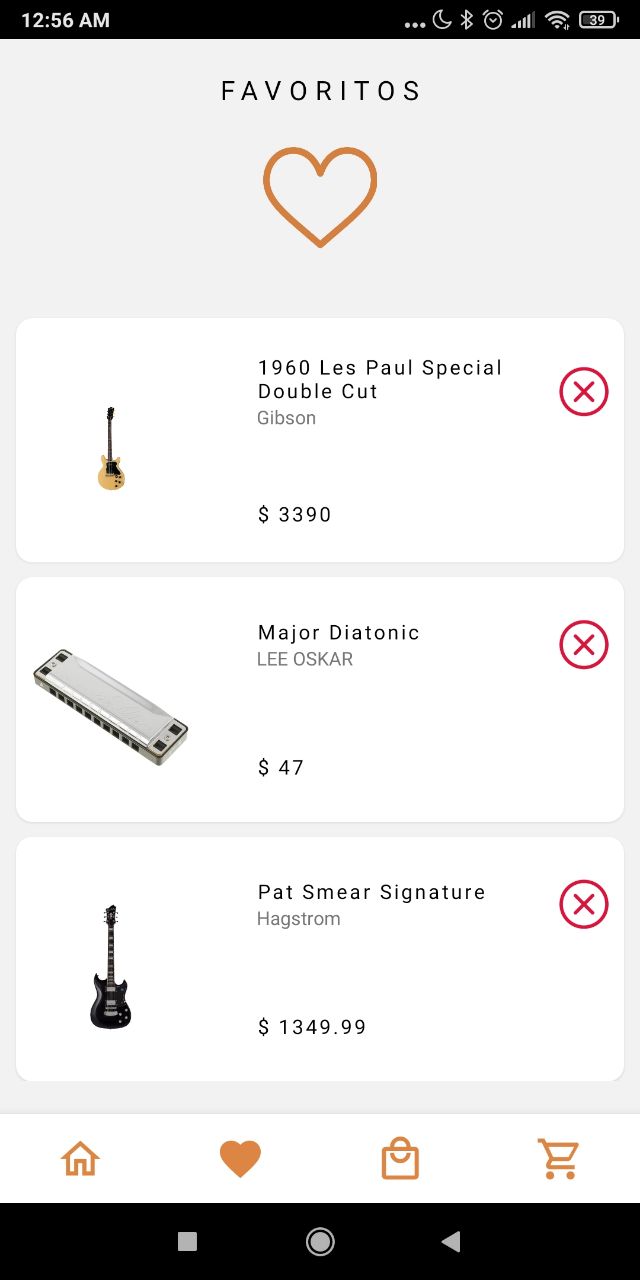 12:56 AM
39
FAVORITOS
1960 Les Paul Special
Double Cut
Gibson
$ 3390
Major Diatonic
LEE OSKAR
$ 47
Pat Smear Signature
Hagstrom
$ 1349.99